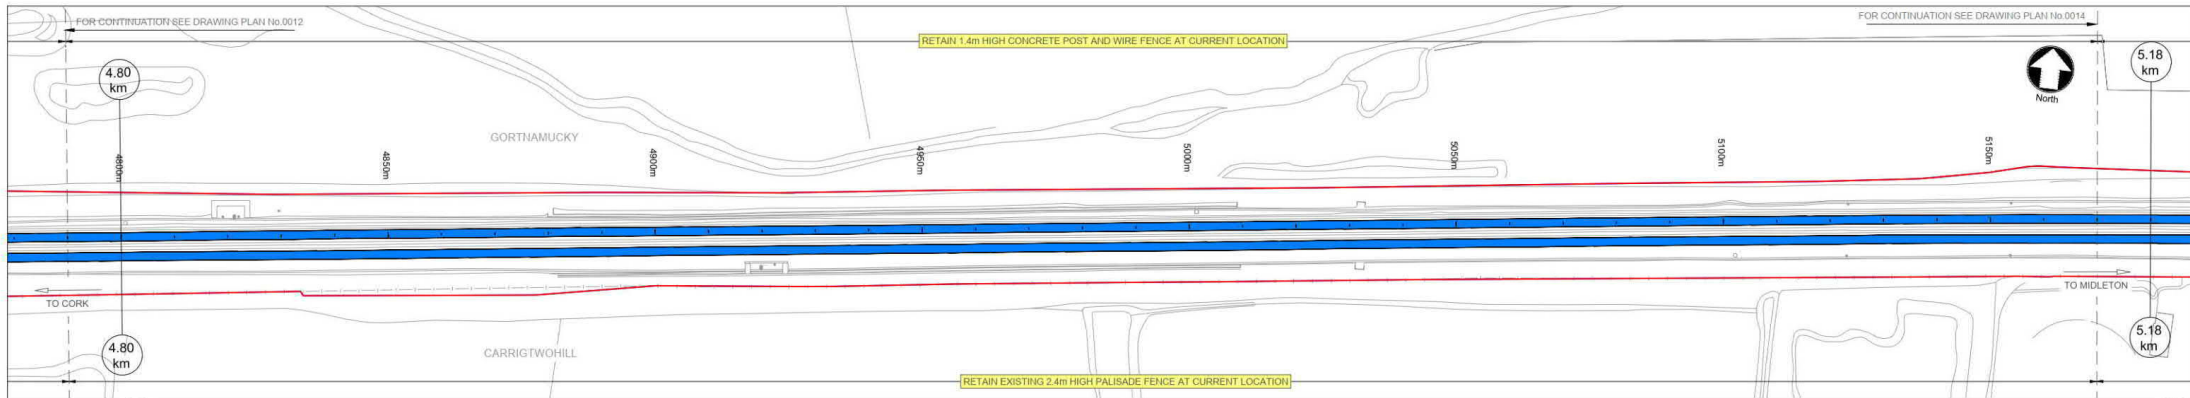 FOR CONTINUATION SEE DRAWING PLAN No.0012
FOR CONTINUATION SEE DRAWING PLAN No.0014
RETAIN 1.4m HIGH CONCRETE POST AND WIRE FENCE AT CURRENT LOCATION
4.80
km
5.18
km
North
GORTNAMUCKY
4800m
4850m
4900m
4950m
5000m
5050m
5100m
5150m
TO CORK
TO MIDLETON
4.80
km
CARRIGTWOHILL
5.18
km
RETAIN EXISTING 2.4m HIGH PALISADE FENCE AT CURRENT LOCATION